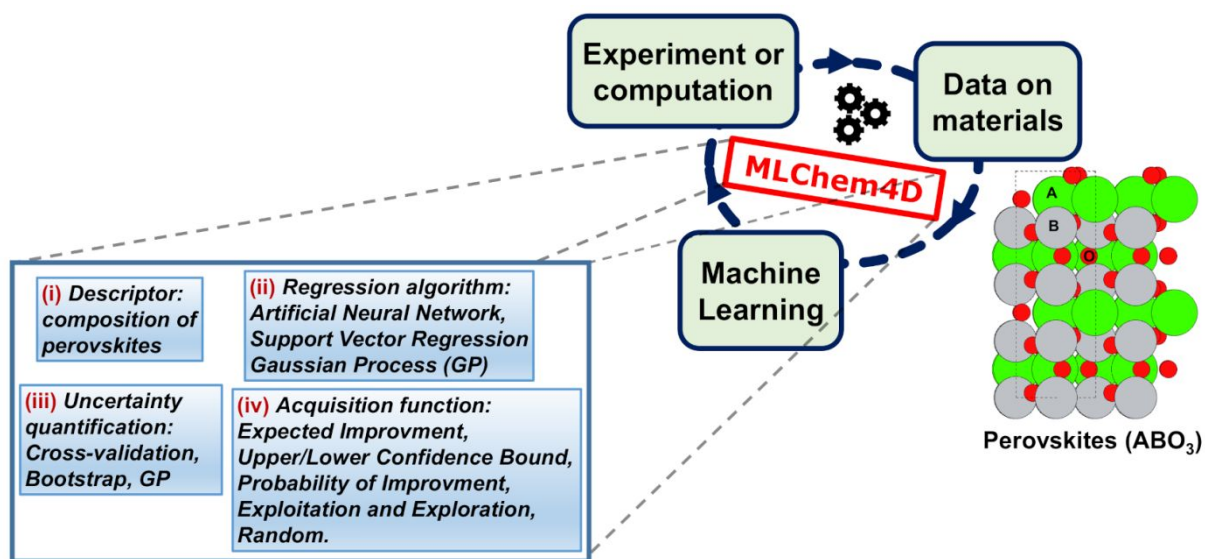 Experiment or
computation
Data on
materials
MLChem4D
Machine
Learning
(i) Descriptor:
composition of
perovskites
(ii) Regression algorithm:
Artificial Neural Network,
Support Vector Regression
Gaussian Process (GP)
(iii) Uncertainty
quantification:
Cross-validation,
Bootstrap, GP
(iv) Acquisition function:
Expected Improvment,
Upper/Lower Confidence Bound,
Probability of Improvment,
Exploitation and Exploration,
Random.
A
B
O
Perovskites (ABO₃)